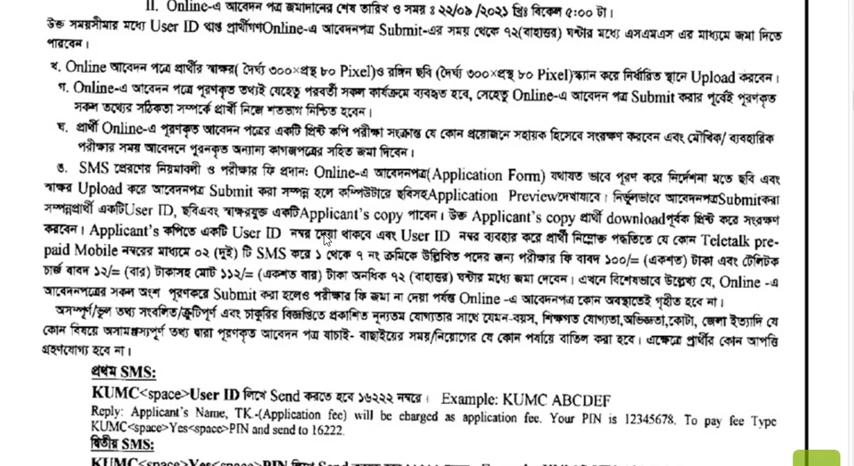 II. Online-এ আবেদন পত্র জমাদানের শেষ তারিখ ও সময় ঃ ২২/০৯/২০২১ খ্রিঃ বিকেল ৫:০০ টা।
উক্ত সময়সীমার মধ্যে User ID প্রাপ্ত প্রার্থীগণOnline-এ আবেদনপত্র Submit-এর সময় থেকে ৭২(বাহাত্তর) ঘন্টার মধ্যে এসএমএস এর মাধ্যমে জমা দিতে
পারবেন।
খ. Online আবেদন পত্রে প্রার্থীর স্বাক্ষর( দৈর্ঘ্য ৩০০×প্রস্থ ৮০ Pixel)ও রঙ্গিন ছবি (দৈর্ঘ্য ৩০০×প্রস্থ ৮০ Pixel)স্ক্যান করে নির্ধারিত স্থানে Upload করবেন।
গ. Online-এ আবেদন পত্রে পূরণকৃত তথ্যই যেহেতু পরবর্তী সকল কার্যক্রমে ব্যবহৃত হবে, সেহেতু Online-এ আবেদন পত্র Submit করার পূর্বেই পূরণকৃত
সকল তথ্যের সঠিকতা সম্পর্কে প্রার্থী নিজে শতভাগ নিশ্চিত হবেন।
ঘ. প্রার্থী Online-এ পূরণকৃত আবেদন পত্রের একটি প্রিন্ট কপি পরীক্ষা সংক্রান্ত যে কোন প্রয়োজনে সহায়ক হিসেবে সংরক্ষণ করবেন এবং মৌখিক/ ব্যবহারিক
পরীক্ষার সময় আবেদনে পূরনকৃত অন্যান্য কাগজপত্রের সহিত জমা দিবেন।
ঙ. SMS প্রেরণের নিয়মাবলী ও পরীক্ষার ফি প্রদান: Online-এ আবেদনপত্র(Application Form) যথাযত ভাবে পূরণ করে নির্দেশনা মতে ছবি এবং
স্বাক্ষর Upload করে আবেদনপত্র Submit করা সম্পন্ন হলে কম্পিউটারে ছবিসহApplication Previewদেখাযাবে। নির্ভুলভাবে আবেদনপত্রSubmitকরা
সম্পন্নপ্রার্থী একটিUser ID, ছবিএবং স্বাক্ষরযুক্ত একটিApplicant's copy পাবেন। উক্ত Applicant's copy প্রার্থী downloadপূর্বক প্রিন্ট করে সংরক্ষণ
করবেন। Applicant's কপিতে একটি User ID নম্বর দেয়া থাকবে এবং User ID নম্বর ব্যবহার করে প্রার্থী নিম্নোক্ত পদ্ধতিতে যে কোন Teletalk pre-
paid Mobile নম্বরের মাধ্যমে ০২ (দুই) টি SMS করে ১ থেকে ৭ নং ক্রমিকে উল্লিখিত পদের জন্য পরীক্ষার ফি বাবদ ১০০/= (একশত) টাকা এবং টেলিটক
চার্জ বাবদ ১২/= (বার) টাকাসহ মোট ১১২/= (একশত বার) টাকা অনধিক ৭২ (বাহাত্তর) ঘন্টার মধ্যে জমা দেবেন। এখনে বিশেষভাবে উল্লেখ্য যে, Online -এ
আবেদনপত্রের সকল অংশ পূরণকরে Submit করা হলেও পরীক্ষার ফি জমা না দেয়া পর্যন্ত Online -এ আবেদনপত্র কোন অবস্থাতেই গৃহীত হবে না।
অসম্পূর্ণ/ভুল তথ্য সংবলিত/ত্রুটিপূর্ণ এবং চাকুরির বিজ্ঞপ্তিতে প্রকাশিত নূন্যতম যোগ্যতার সাথে যেমন-বয়স, শিক্ষগত যোগ্যতা,অভিজ্ঞতা,কোটা, জেলা ইত্যাদি যে
কোন বিষয়ে অসামঞ্জস্যপূর্ণ তথ্য দ্বারা পূরণকৃত আবেদন পত্র যাচাই- বাছাইয়ের সময়/নিয়োগের যে কোন পর্যায়ে বাতিল করা হবে। এক্ষেত্রে প্রার্থীর কোন আপত্তি
গ্রহণযোগ্য হবে না।
প্রথম SMS:
KUMC<space>User ID লিখে Send করতে হবে ১৬২২২ নম্বরে। Example: KUMC ABCDEF
Reply: Applicant's Name, TK.-(Application fee) will be charged as application fee. Your PIN is 12345678. To pay fee Type
KUMC<space>Yes<space>PIN and send to 16222.
দ্বিতীয় SMS:
KUMC<space>Yes<space>PIN লিখে Send